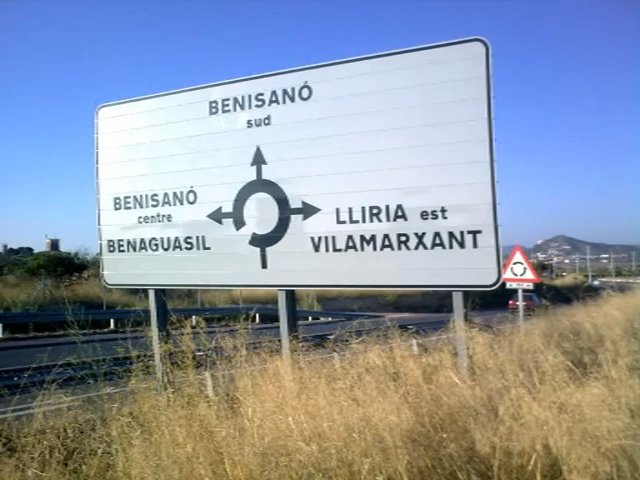 BENISANÓ
sud
BENISANÓ
centre
BENAGUASIL
LLIRIA est
VILAMARXANT